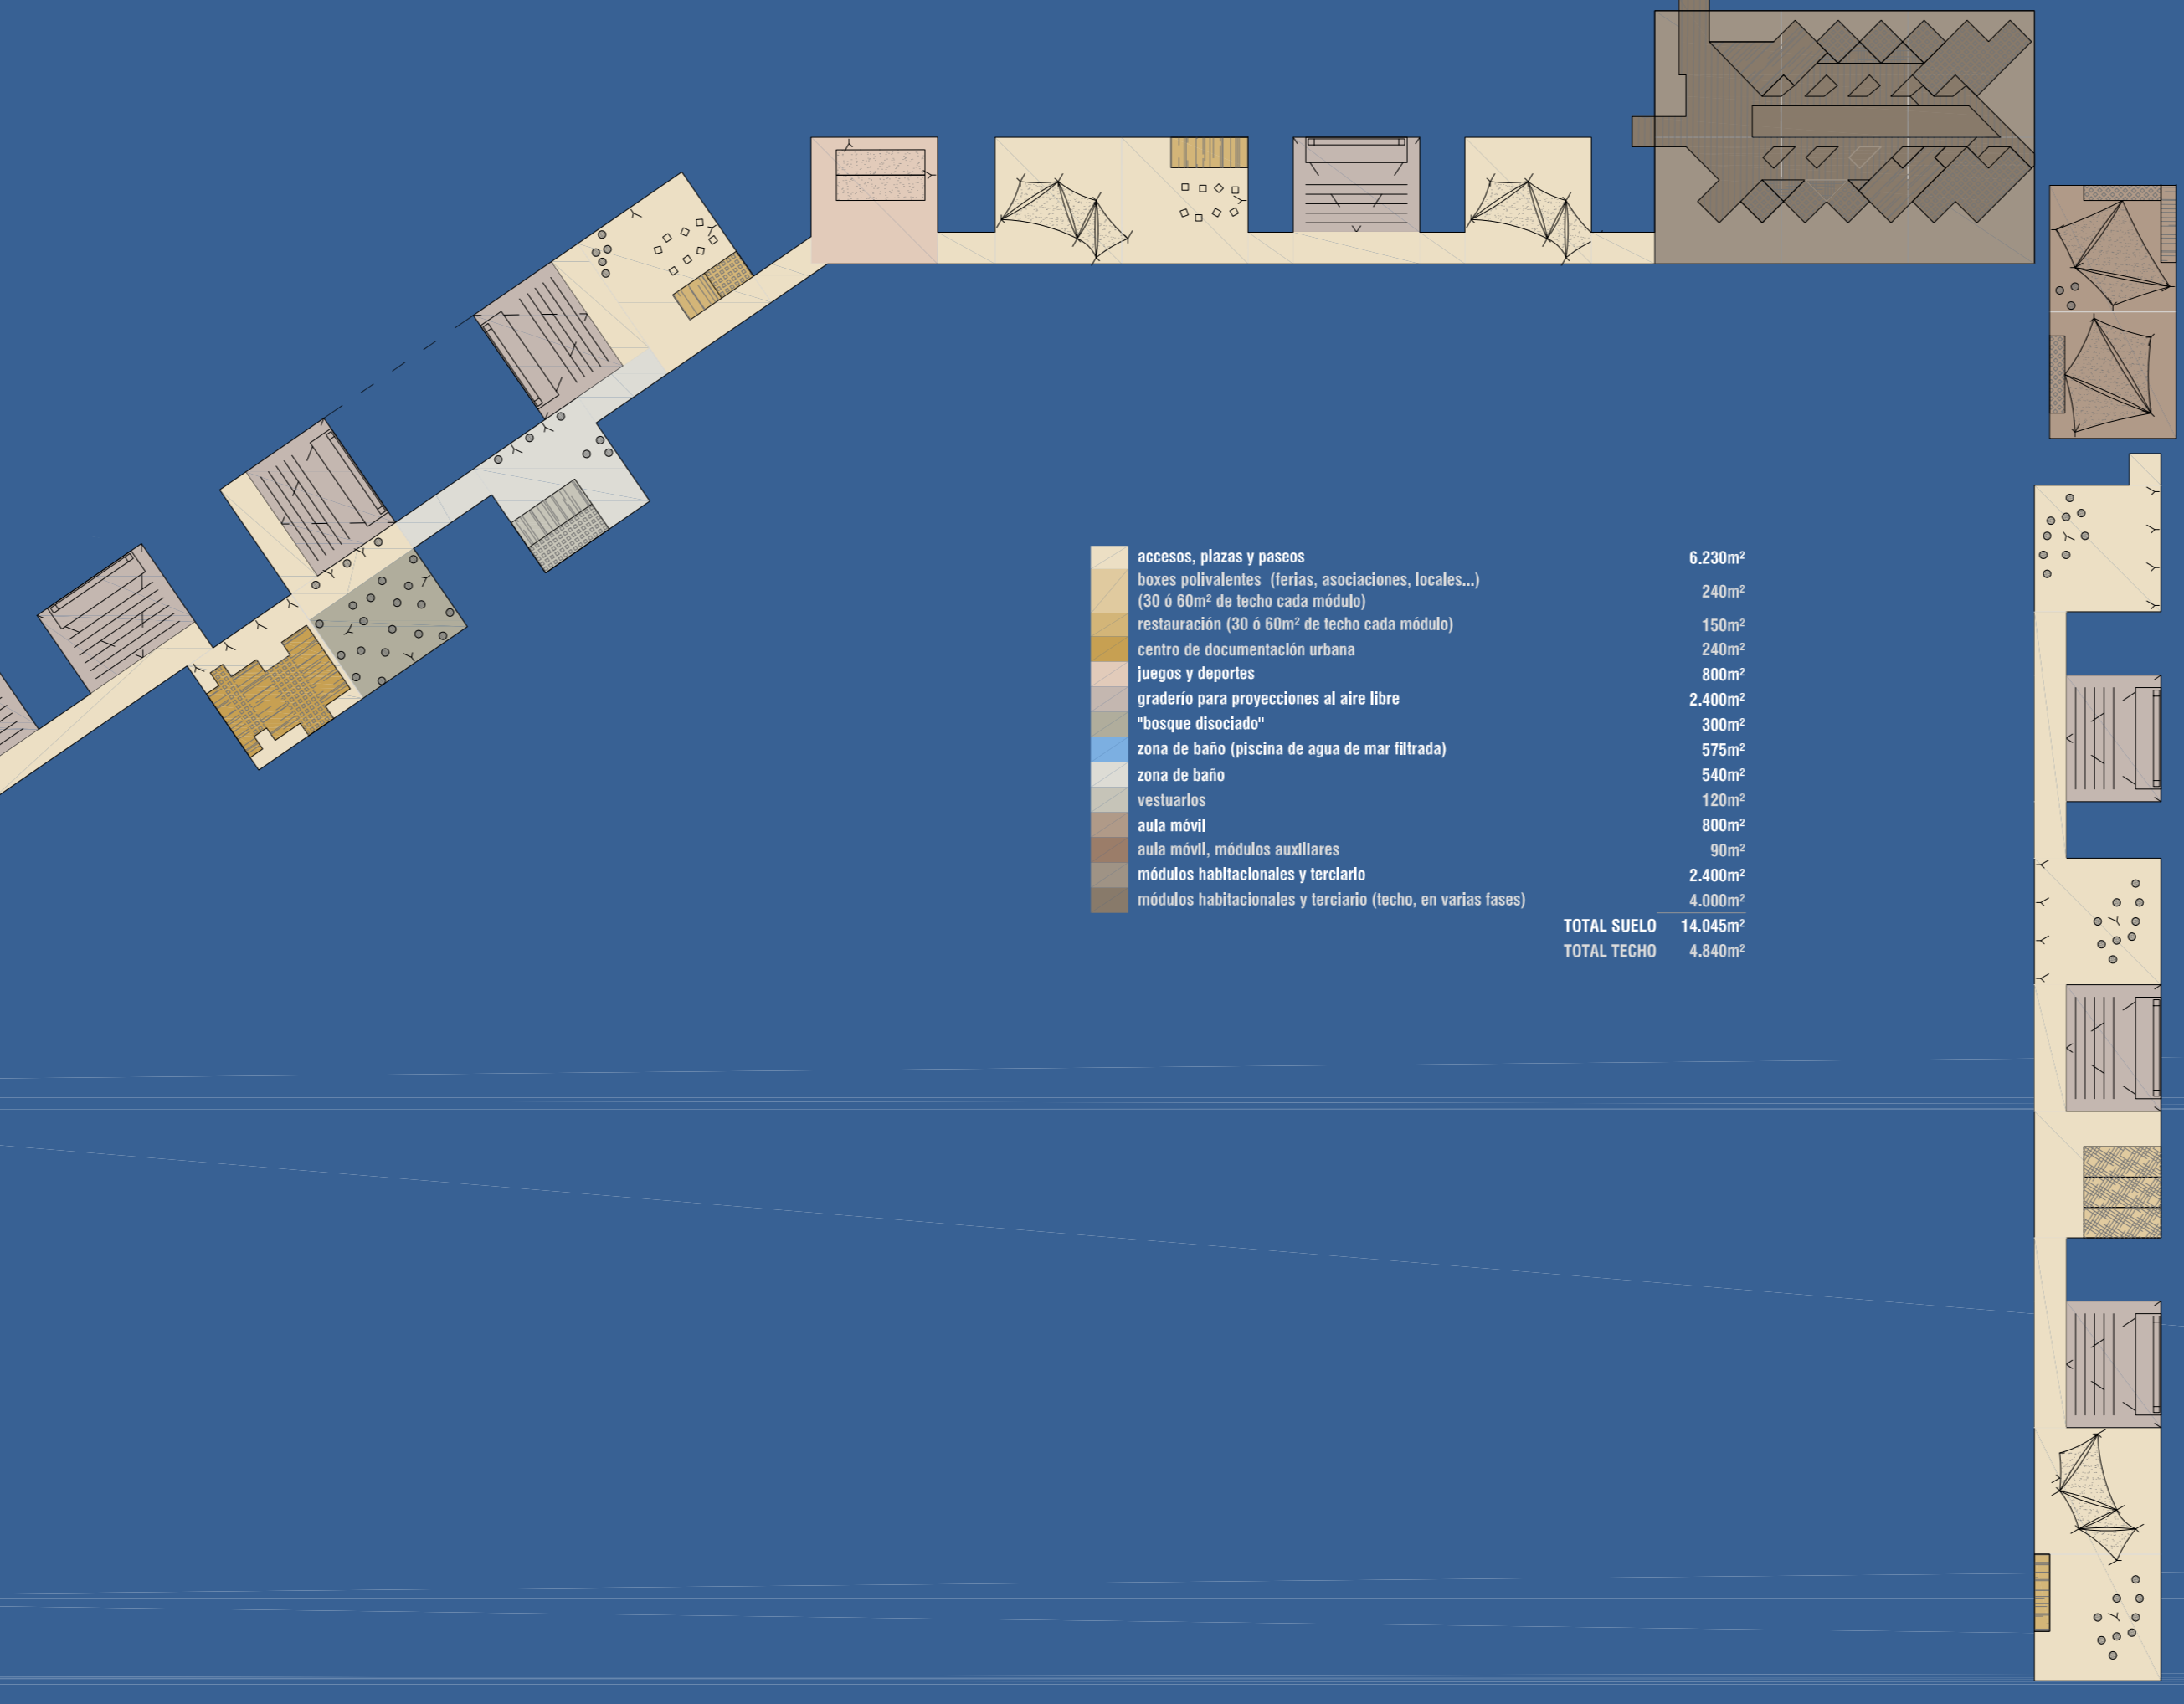 accesos, plazas y paseos 6.230m²
boxes polivalentes (ferias, asociaciones, locales...) 240m²
(30 ó 60m² de techo cada módulo)
restauración (30 ó 60m² de techo cada módulo) 150m²
centro de documentación urbana 240m²
juegos y deportes 800m²
graderío para proyecciones al aire libre 2.400m²
"bosque disociado" 300m²
zona de baño (piscina de agua de mar filtrada) 575m²
zona de baño 540m²
vestuarios 120m²
aula móvil 800m²
aula móvil, módulos auxiliares 90m²
módulos habitacionales y terciario 2.400m²
módulos habitacionales y terciario (techo, en varias fases) 4.000m²
TOTAL SUELO 14.045m²
TOTAL TECHO 4.840m²